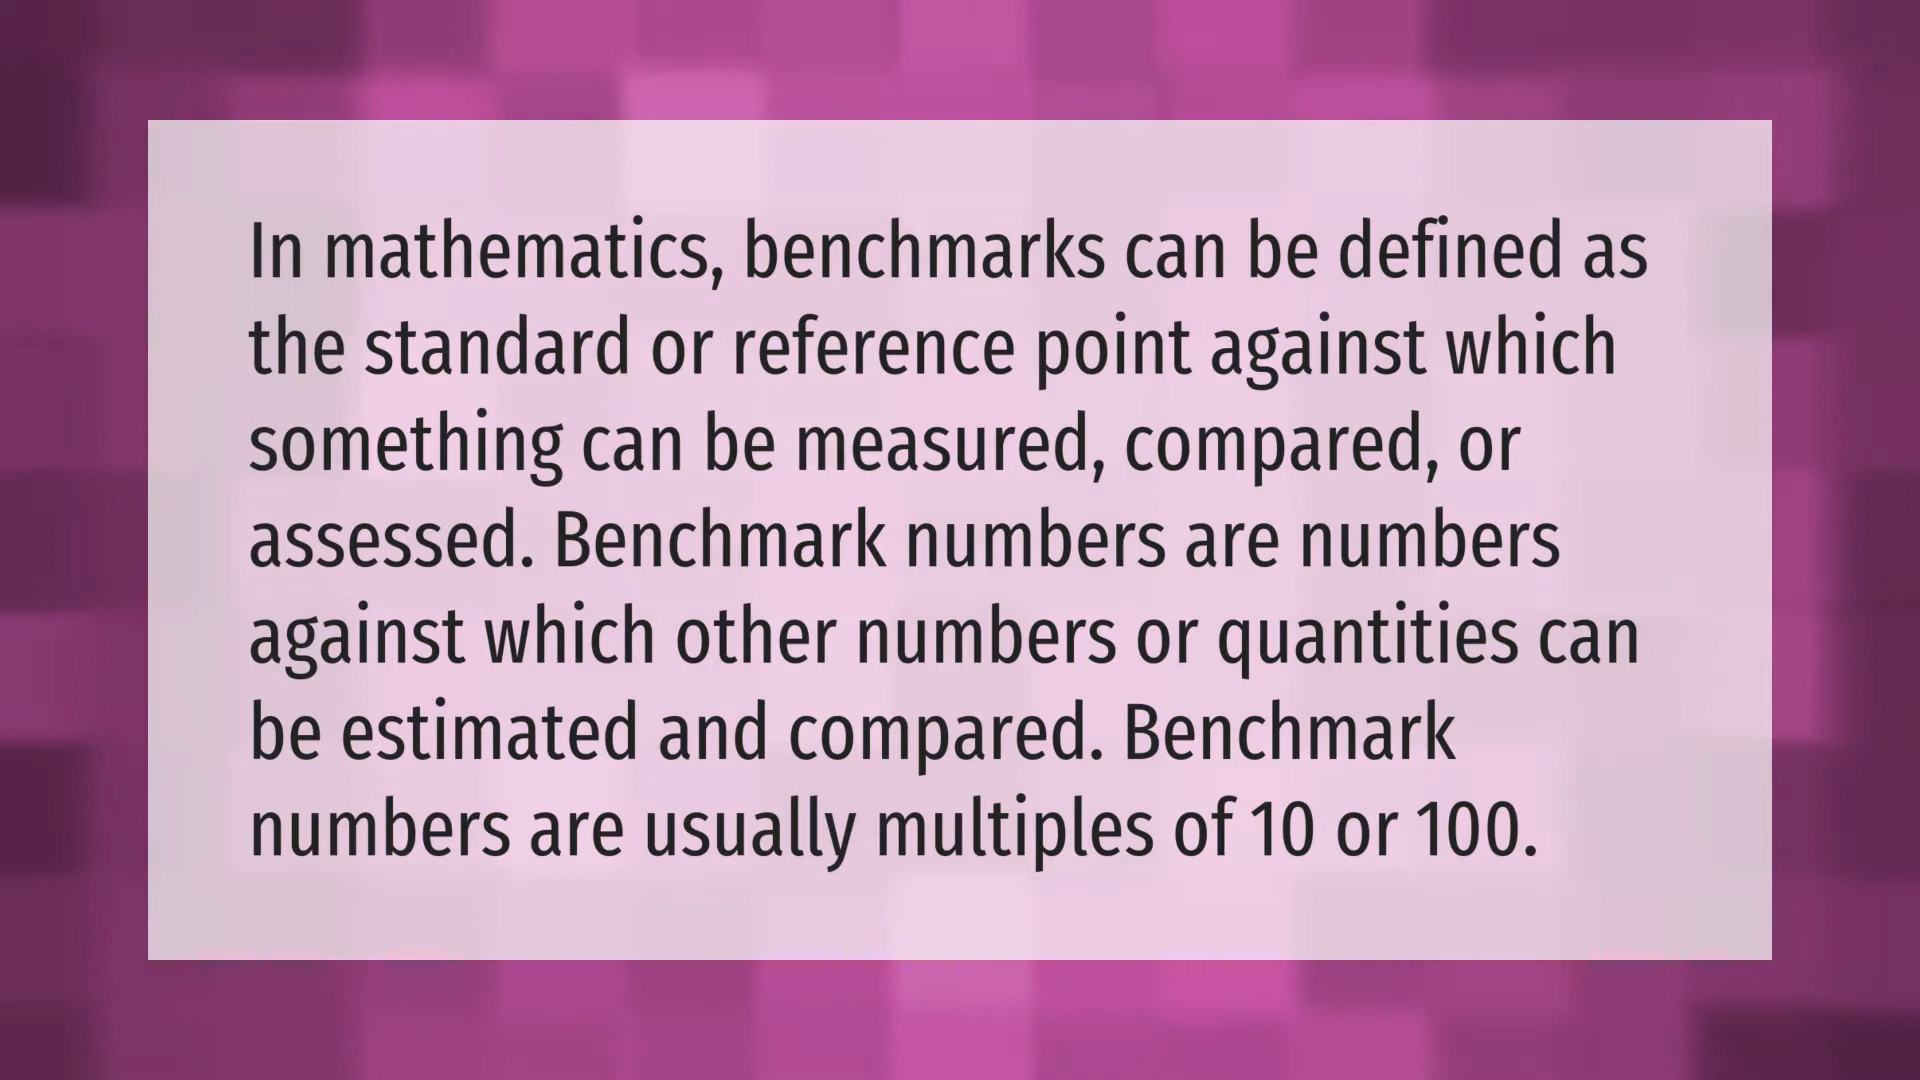 In mathematics, benchmarks can be defined as
the standard or reference point against which
something can be measured, compared, or
assessed. Benchmark numbers are numbers
against which other numbers or quantities can
be estimated and compared. Benchmark
numbers are usually multiples of 10 or 100.